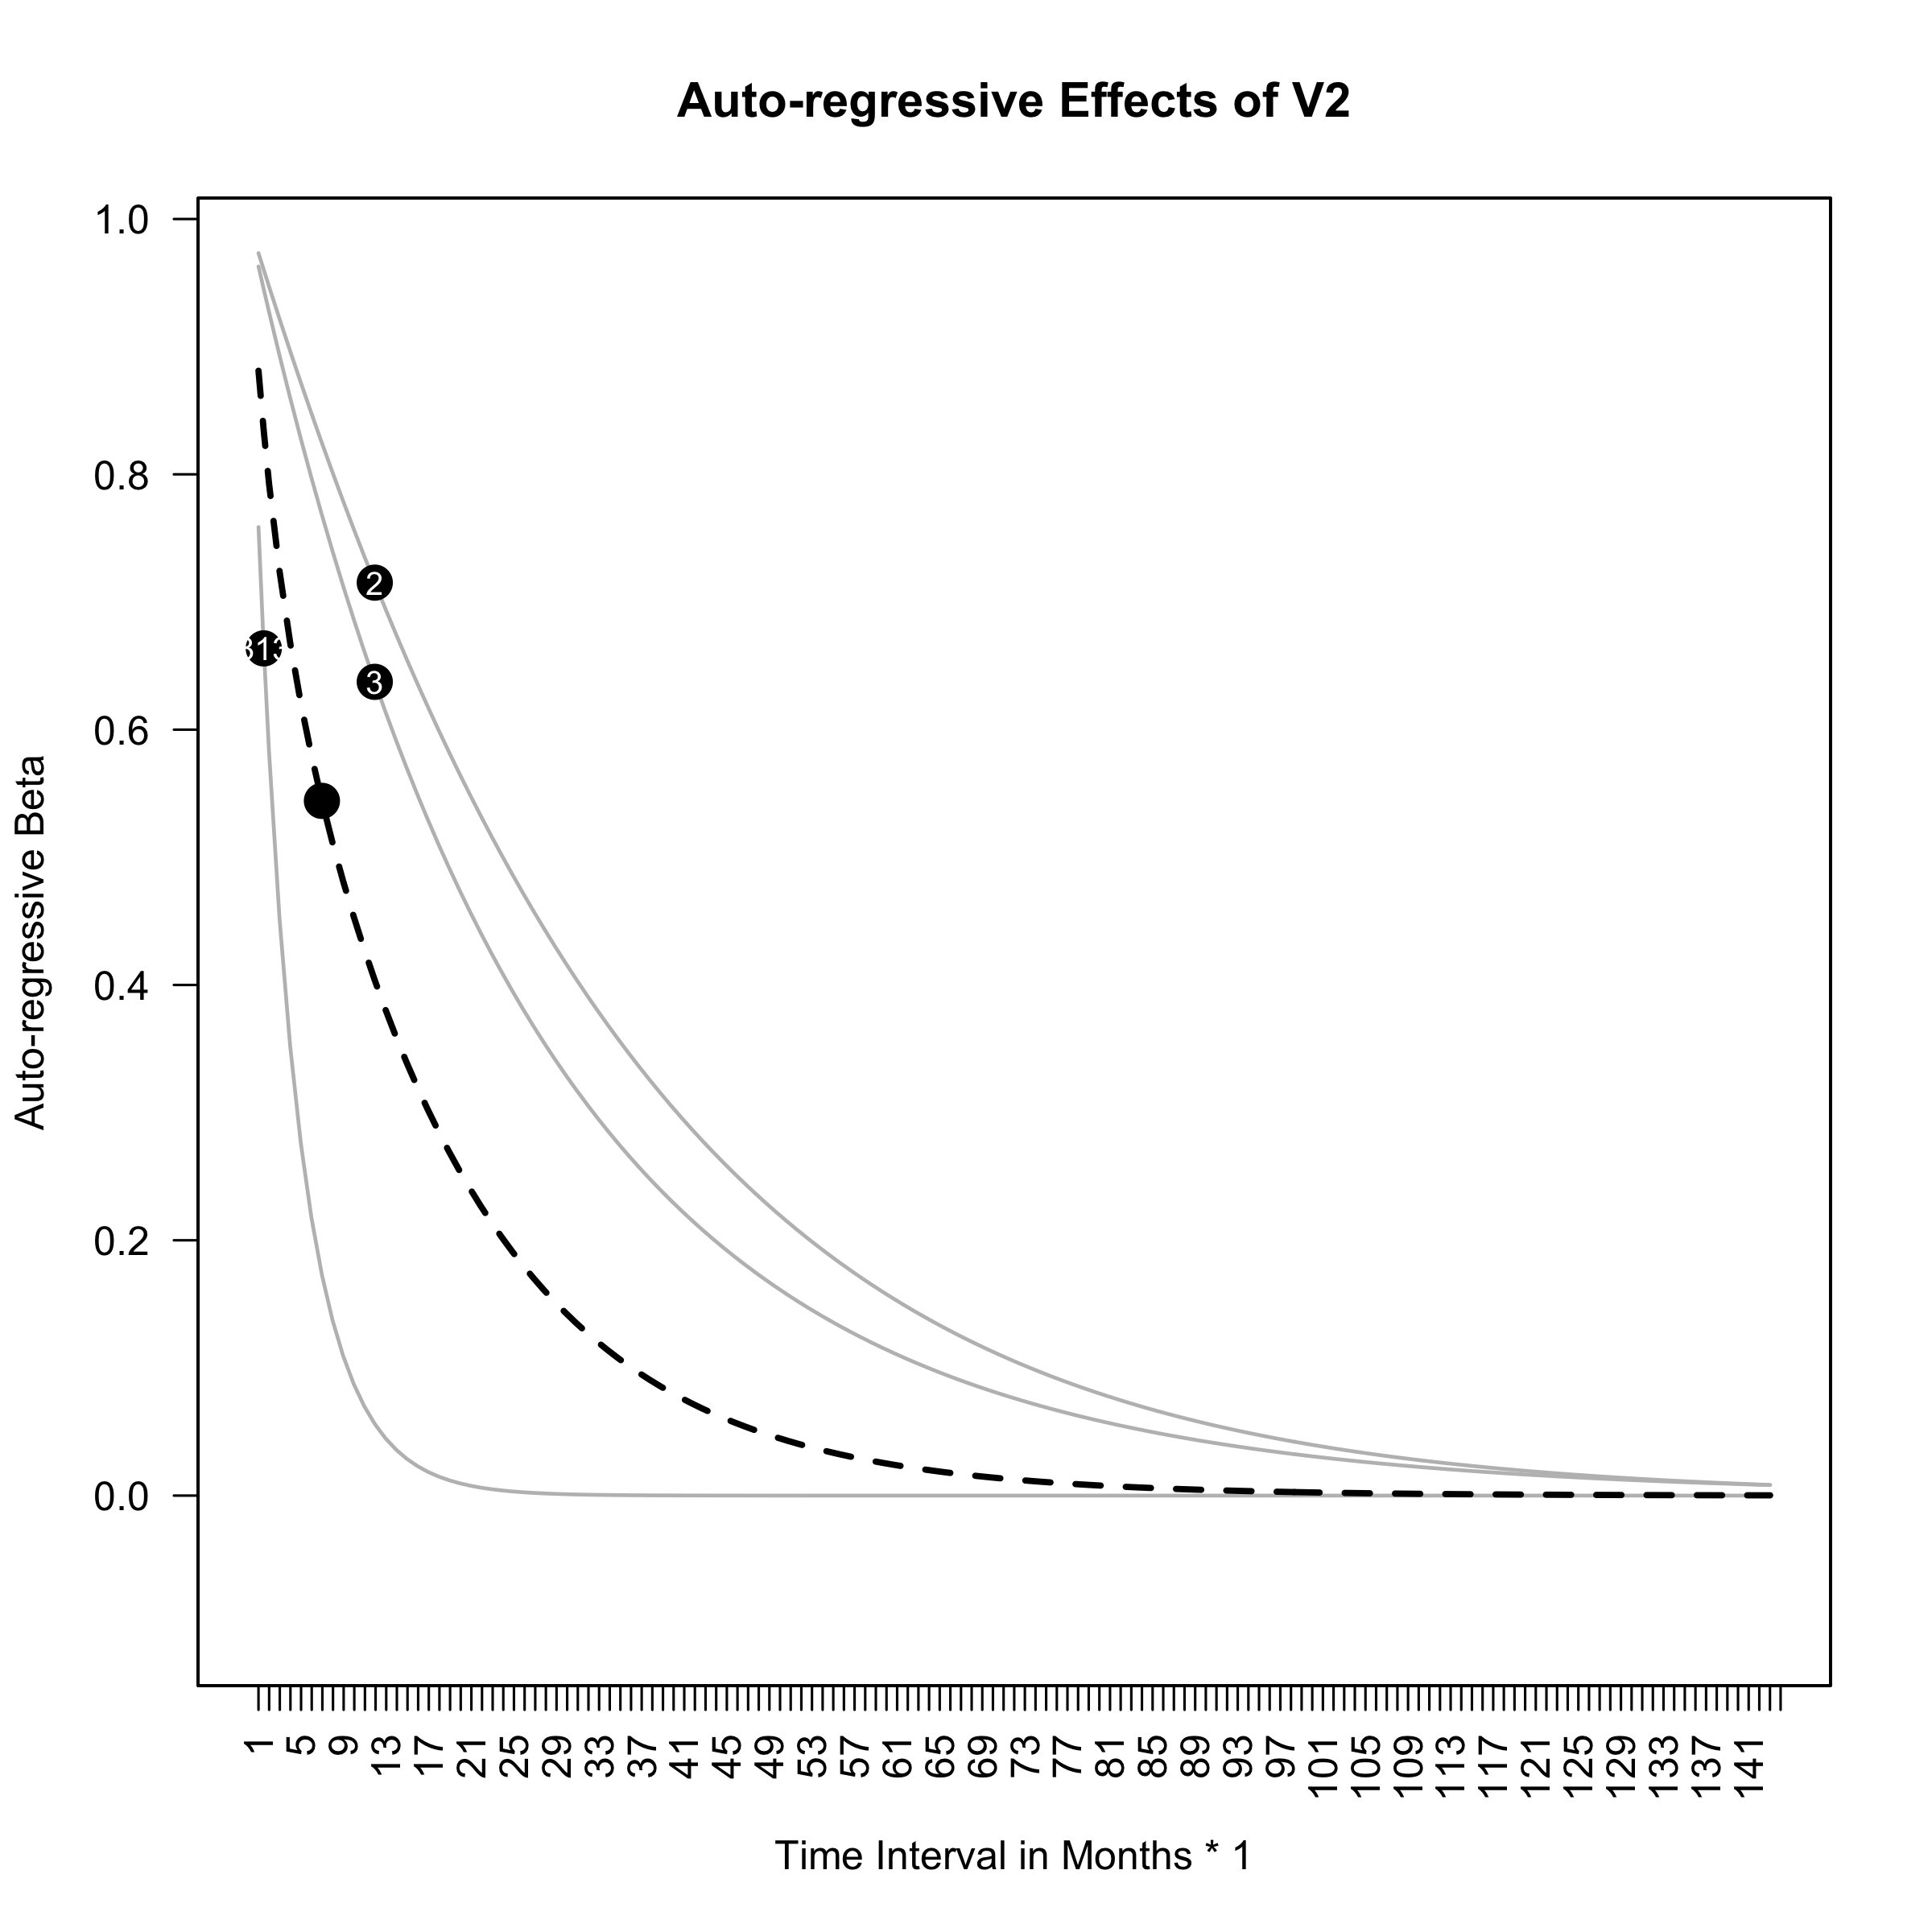 Auto-regressive Effects of V2
Auto-regressive Beta
1.0
0.8
0.6
0.4
0.2
0.0
2
3
1 5 9 13 17 21 25 29 33 37 41 45 49 53 57 61 65 69 73 77 81 85 89 93 97 101 105 109 113 117 121 125 129 133 137 141
Time Interval in Months * 1